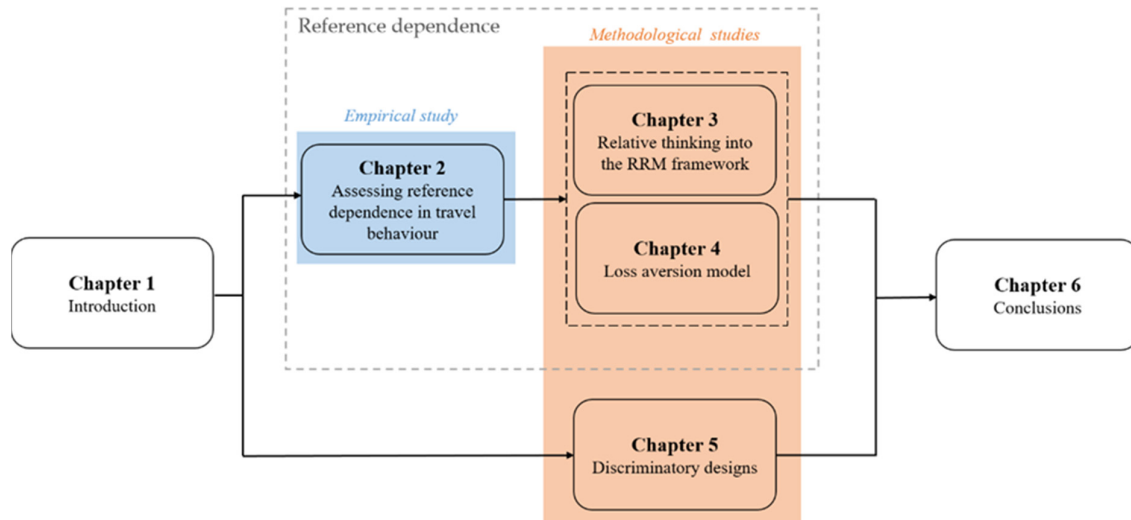 Reference dependence
Methodological studies
Empirical study
Chapter 1
Introduction
Chapter 2
Assessing reference
dependence in travel
behaviour
Chapter 3
Relative thinking into
the RRM framework
Chapter 4
Loss aversion model
Chapter 5
Discriminatory designs
Chapter 6
Conclusions